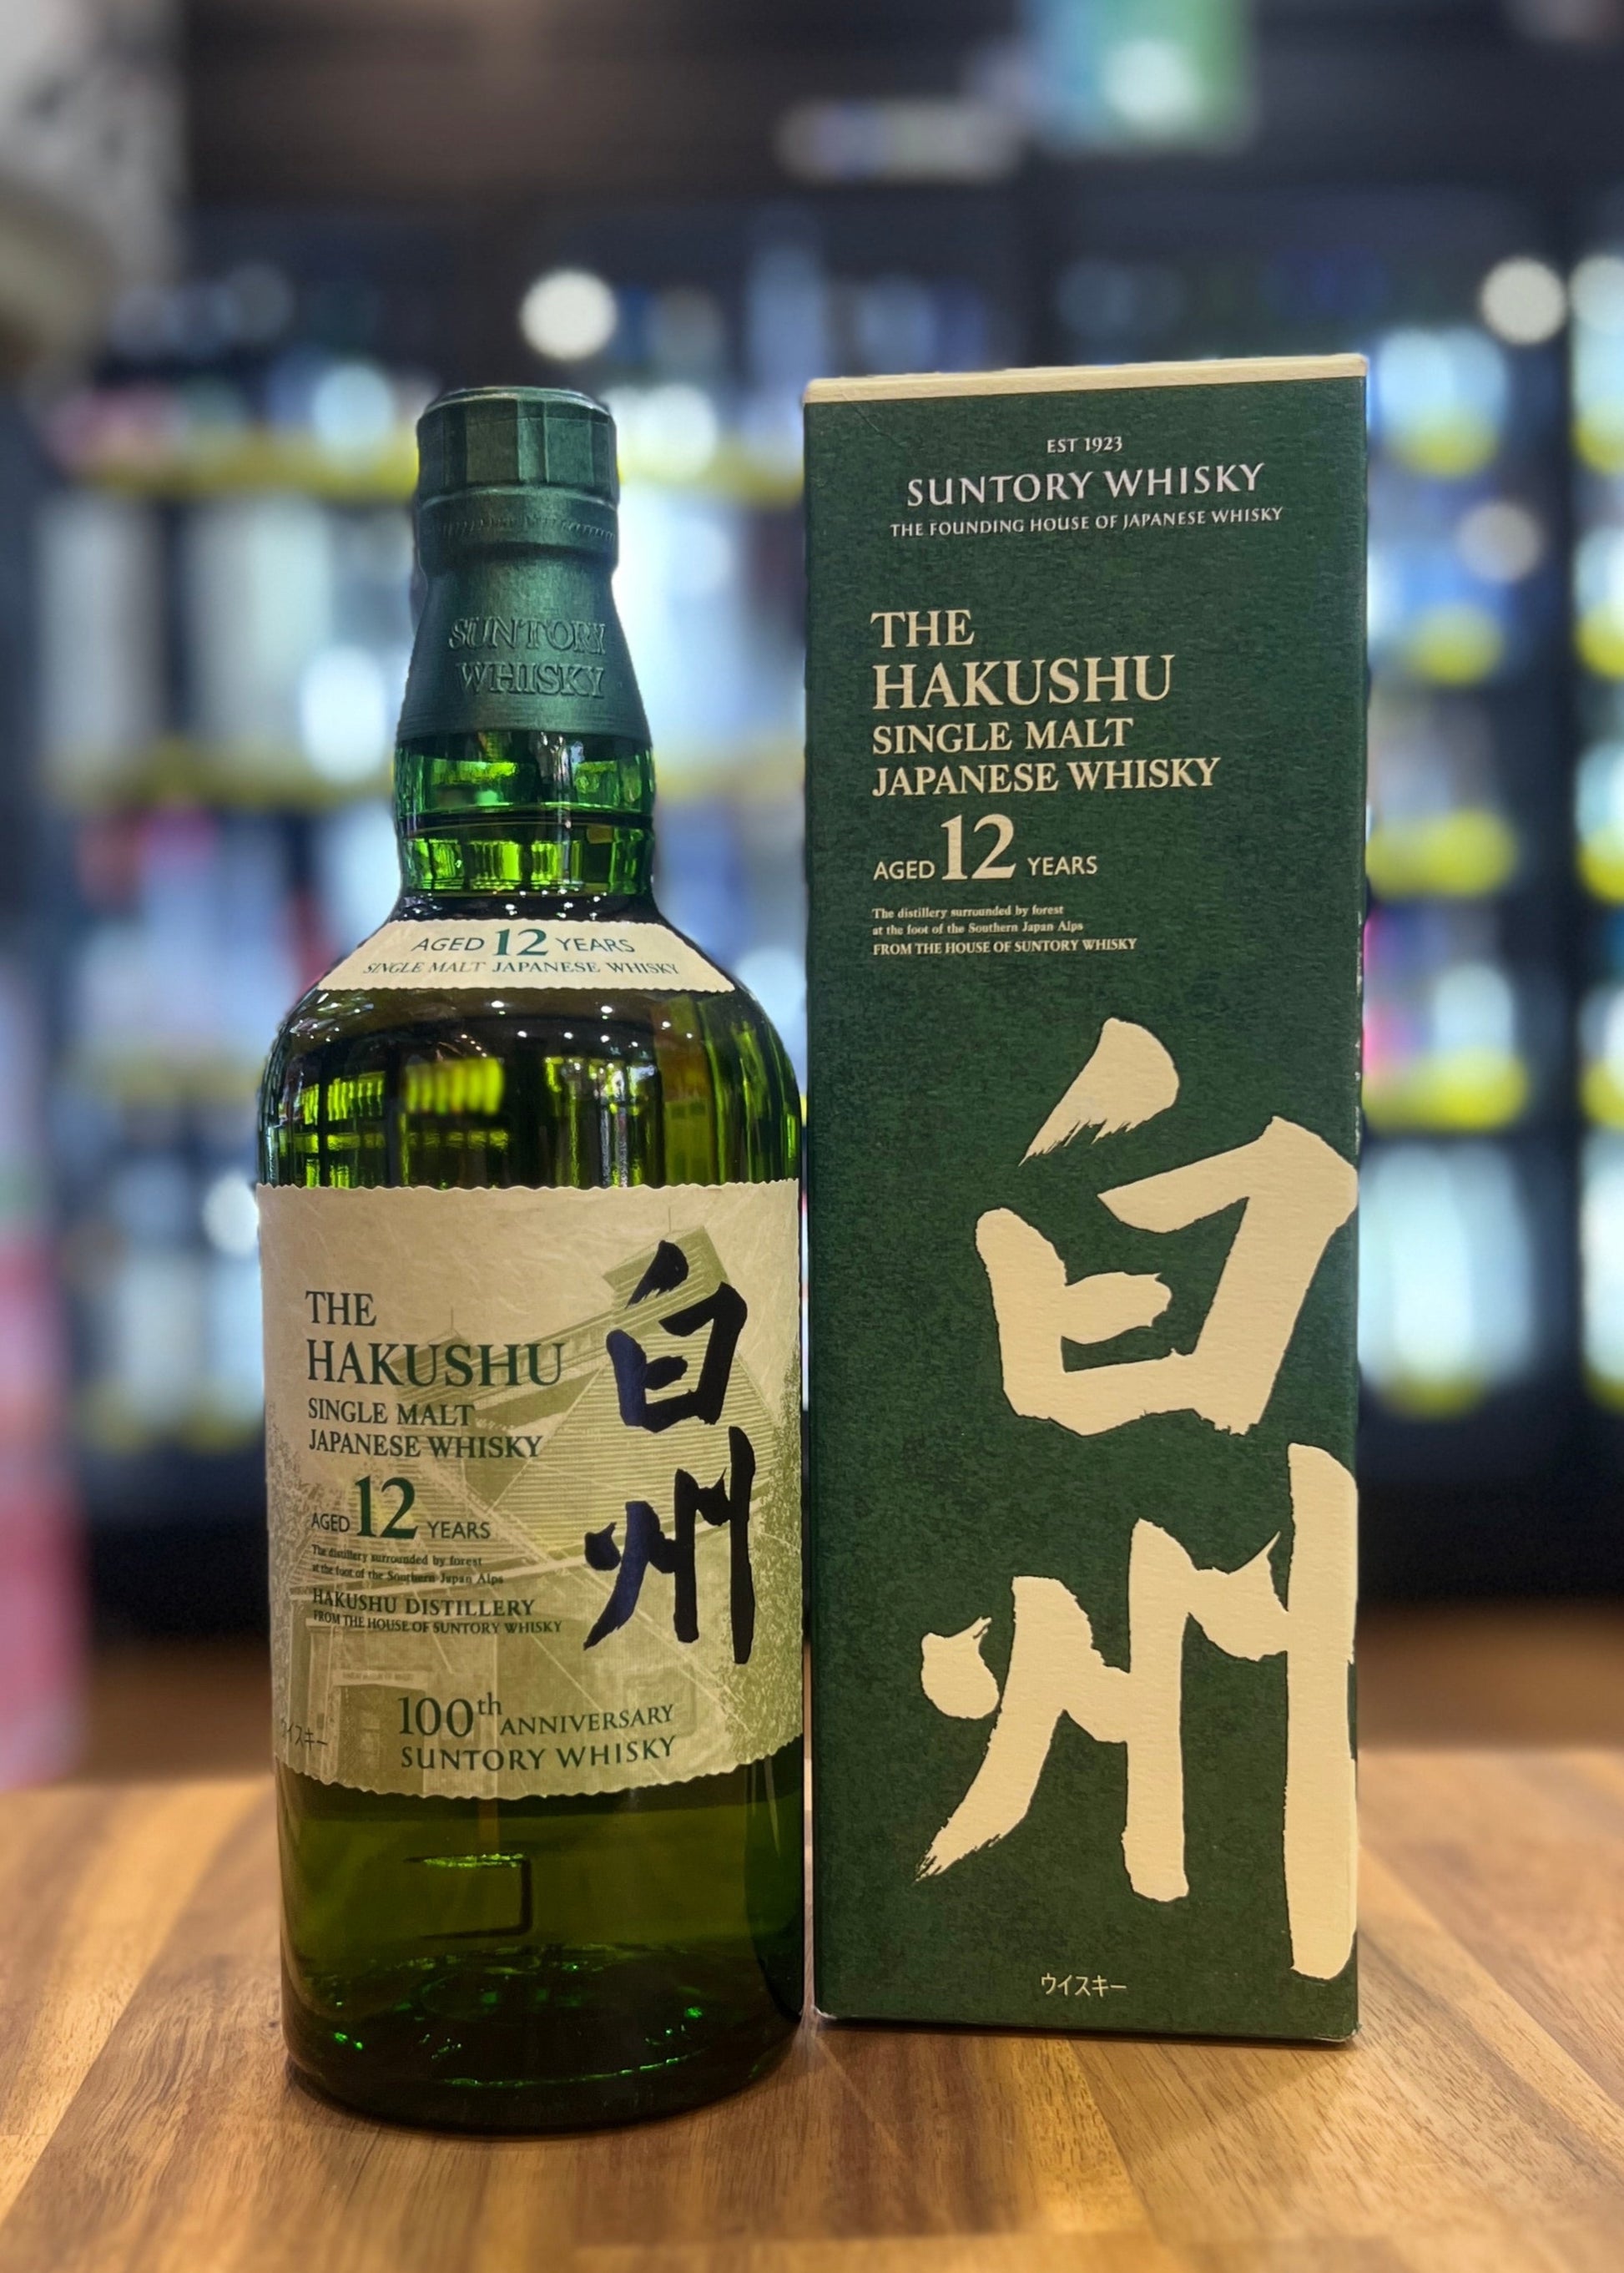 SUNTORY
WHISKY
AGED 12 YEARS
SINGLE MALT JAPANESE WHISKY
THE
HAKUSHU
SINGLE MALT
JAPANESE WHISKY
AGED 12 YEARS
The distillery surrounded by forest
at the foot of the Southern Japan Alps
HAKUSHU DISTILLERY
FROM THE HOUSE OF SUNTORY WHISKY
白州
100th ANNIVERSARY
SUNTORY WHISKY
ウイスキー
EST 1923
SUNTORY WHISKY
THE FOUNDING HOUSE OF JAPANESE WHISKY
THE
HAKUSHU
SINGLE MALT
JAPANESE WHISKY
AGED 12 YEARS
The distillery surrounded by forest
at the foot of the Southern Japan Alps
FROM THE HOUSE OF SUNTORY WHISKY
白州
ウイスキー